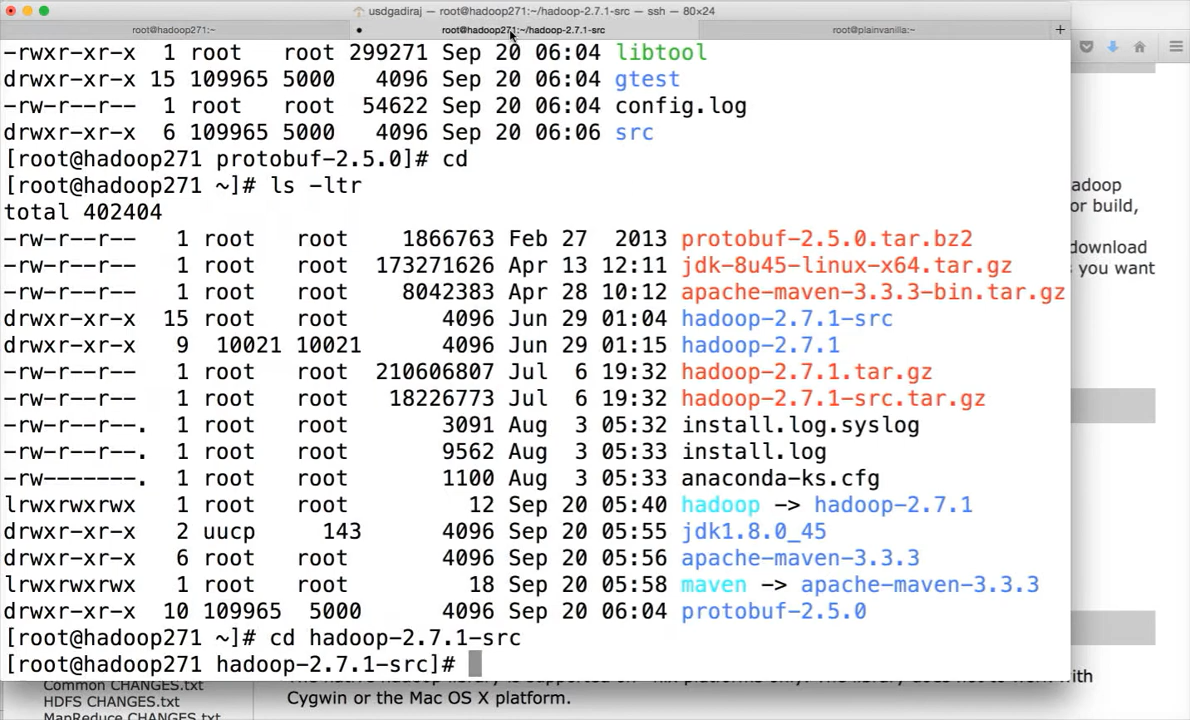 usdgadiraj — root@hadoop271:~/hadoop-2.7.1-src — ssh — 80×24
root@hadoop271:~
root@hadoop271:~/hadoop-2.7.1-src
root@plainvanilla:~
-rwxr-xr-x 1 root root 299271 Sep 20 06:04 libtool
drwxr-xr-x 15 109965 5000 4096 Sep 20 06:04 gtest
-rw-r--r-- 1 root root 54622 Sep 20 06:04 config.log
drwxr-xr-x 6 109965 5000 4096 Sep 20 06:06 src
[root@hadoop271 protobuf-2.5.0]# cd
[root@hadoop271 ~]# ls -ltr
total 402404
-rw-r--r-- 1 root root 1866763 Feb 27 2013 protobuf-2.5.0.tar.bz2
-rw-r--r-- 1 root root 173271626 Apr 13 12:11 jdk-8u45-linux-x64.tar.gz
-rw-r--r-- 1 root root 8042383 Apr 28 10:12 apache-maven-3.3.3-bin.tar.gz
drwxr-xr-x 15 root root 4096 Jun 29 01:04 hadoop-2.7.1-src
drwxr-xr-x 9 10021 10021 4096 Jun 29 01:15 hadoop-2.7.1
-rw-r--r-- 1 root root 210606807 Jul 6 19:32 hadoop-2.7.1.tar.gz
-rw-r--r-- 1 root root 18226773 Jul 6 19:32 hadoop-2.7.1-src.tar.gz
-rw-r--r--. 1 root root 3091 Aug 3 05:32 install.log.syslog
-rw-r--r--. 1 root root 9562 Aug 3 05:33 install.log
-rw-------. 1 root root 1100 Aug 3 05:33 anaconda-ks.cfg
lrwxrwxrwx 1 root root 12 Sep 20 05:40 hadoop -> hadoop-2.7.1
drwxr-xr-x 2 uucp 143 4096 Sep 20 05:55 jdk1.8.0_45
drwxr-xr-x 6 root root 4096 Sep 20 05:56 apache-maven-3.3.3
lrwxrwxrwx 1 root root 18 Sep 20 05:58 maven -> apache-maven-3.3.3
drwxr-xr-x 10 109965 5000 4096 Sep 20 06:04 protobuf-2.5.0
[root@hadoop271 ~]# cd hadoop-2.7.1-src
[root@hadoop271 hadoop-2.7.1-src]#
adoop
or build,
download
s you want
with
Cygwin or the Mac OS X platform.
Common CHANGES.txt
HDFS CHANGES.txt
MapReduce CHANGES.txt